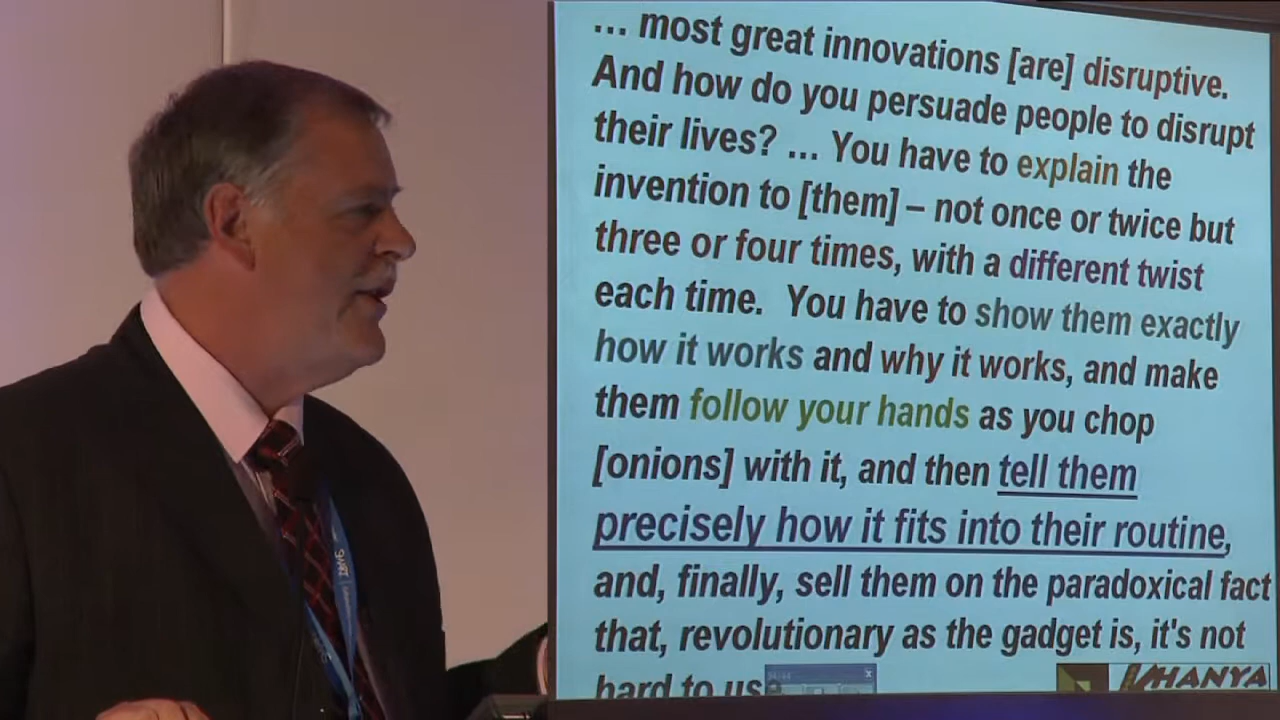 ... most great innovations [are] disruptive.
And how do you persuade people to disrupt
their lives? ... You have to explain the
invention to [them] – not once or twice but
three or four times, with a different twist
each time. You have to show them exactly
how it works and why it works, and make
them follow your hands as you chop
[onions] with it, and then tell them
precisely how it fits into their routine,
and, finally, sell them on the paradoxical fact
that, revolutionary as the gadget is, it's not
hard to us
KHANYA